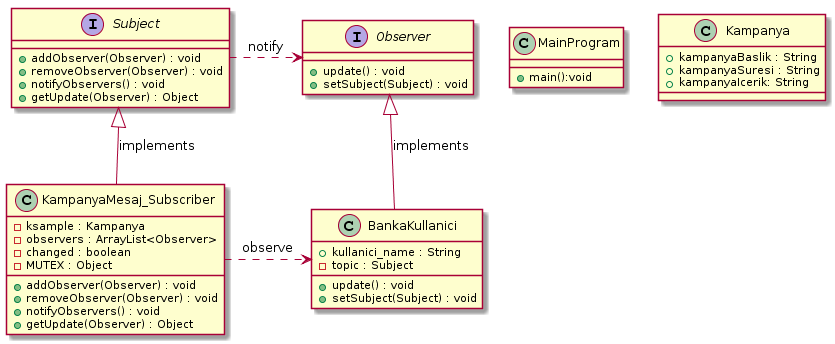 I Subject
addObserver(Observer) : void
removeObserver(Observer) : void
notifyObservers() : void
getUpdate(Observer) : Object
notify
I Observer
update() : void
setSubject(Subject) : void
C MainProgram
main():void
C Kampanya
kampanyaBaslik : String
kampanyaSuresi : String
kampanyaIcerik: String
implements
implements
C KampanyaMesaj_Subscriber
ksample : Kampanya
observers : ArrayList<Observer>
changed : boolean
MUTEX : Object
addObserver(Observer) : void
removeObserver(Observer) : void
notifyObservers() : void
getUpdate(Observer) : Object
observe
C BankaKullanici
kullanici_name : String
topic : Subject
update() : void
setSubject(Subject) : void